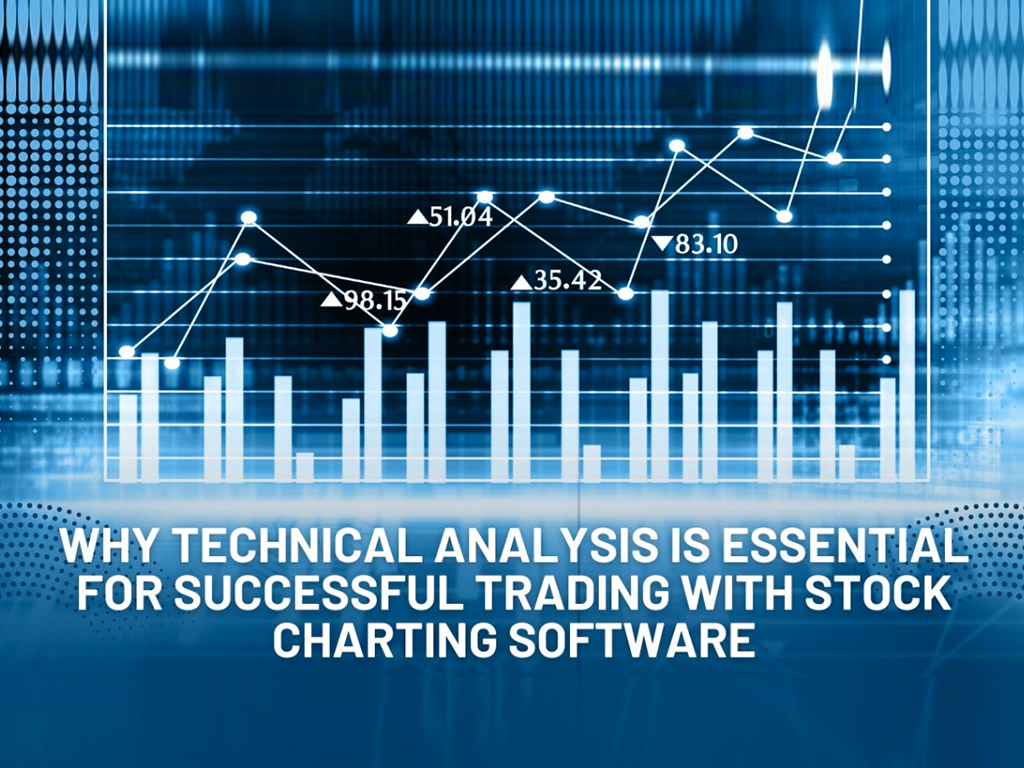 ▲51.04
▼83.10
▲35.42
▲98.15
WHY TECHNICAL ANALYSIS IS ESSENTIAL
FOR SUCCESSFUL TRADING WITH STOCK
CHARTING SOFTWARE